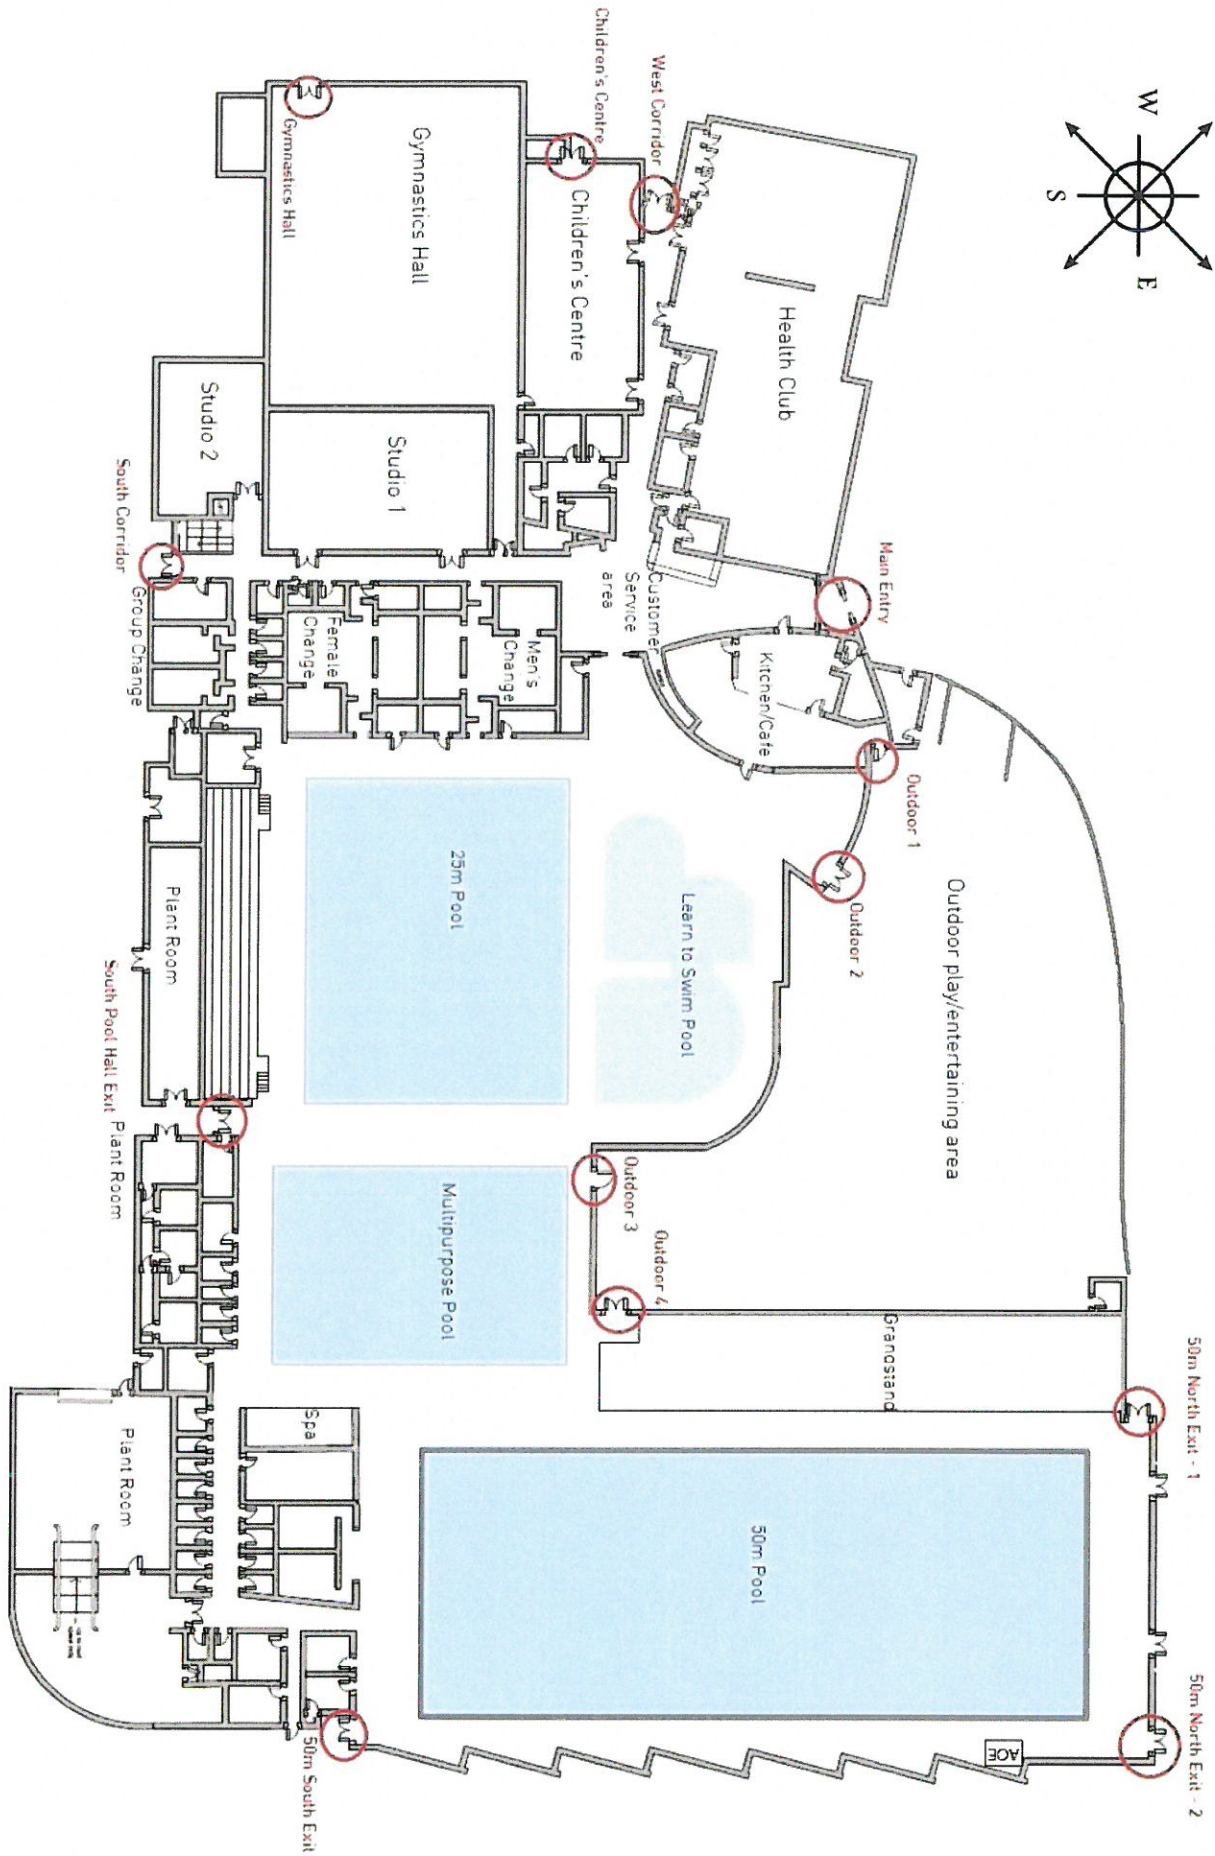 W
S
E
Children's Centre
West Corridor
Gymnastics Hall
Gymnastics Hall
Children's Centre
Health Club
Main Entry
Studio 2
Studio 1
South Corridor
Group Change
Female
Change
Men's
Change
Customer
Service
area
Kitchen/Cafe
Outdoor 1
Outdoor 2
Outdoor play/entertaining area
25m Pool
Learn to Swim Pool
Plant Room
South Pool Hall Exit
Plant Room
Multipurpose Pool
Outdoor 3
Outdoor 4
Grandstand
50m North Exit - 1
Spa
Plant Room
50m Pool
50m South Exit
ACE
50m North Exit - 2